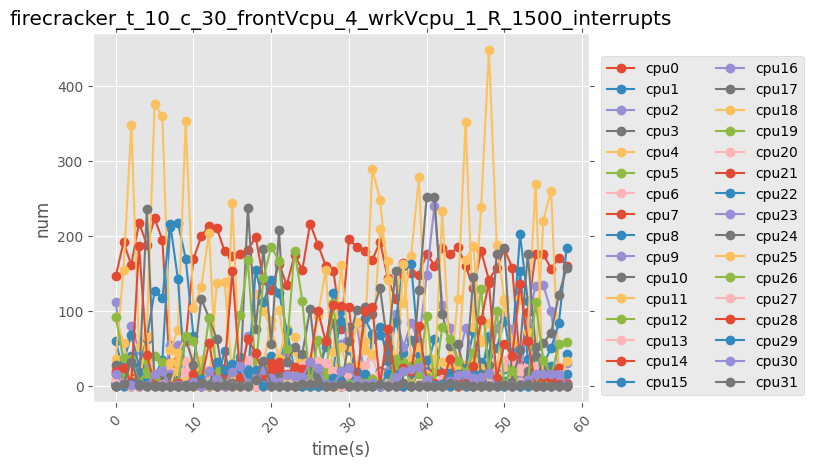 firecracker_t_10_c_30_frontVcpu_4_wrkVcpu_1_R_1500_interrupts
num
400
300
200
100
0
0
10
20
30
40
50
60
time(s)
cpu0
cpu1
cpu2
cpu3
cpu4
cpu5
cpu6
cpu7
cpu8
cpu9
cpu10
cpu11
cpu12
cpu13
cpu14
cpu15
cpu16
cpu17
cpu18
cpu19
cpu20
cpu21
cpu22
cpu23
cpu24
cpu25
cpu26
cpu27
cpu28
cpu29
cpu30
cpu31